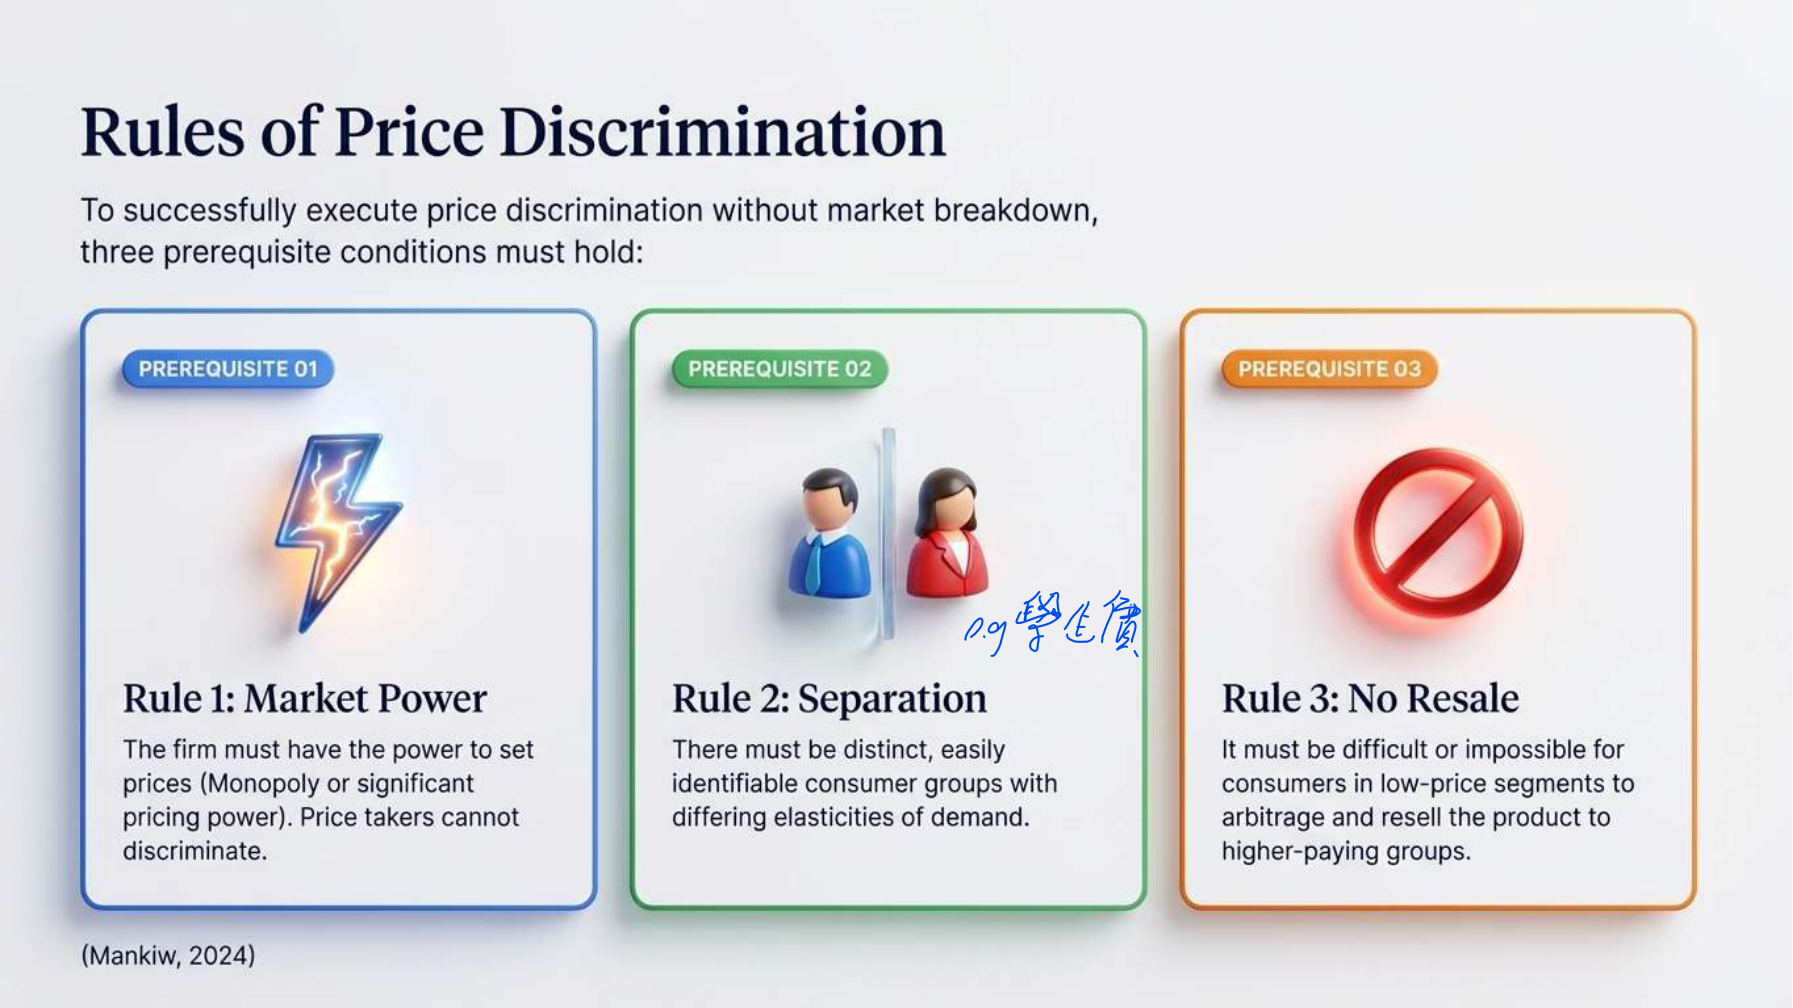 Rules of Price Discrimination
To successfully execute price discrimination without market breakdown,
three prerequisite conditions must hold:
PREREQUISITE 01
Rule 1: Market Power
The firm must have the power to set
prices (Monopoly or significant
pricing power). Price takers cannot
discriminate.
PREREQUISITE 02
e.g 學生價
Rule 2: Separation
There must be distinct, easily
identifiable consumer groups with
differing elasticities of demand.
PREREQUISITE 03
Rule 3: No Resale
It must be difficult or impossible for
consumers in low-price segments to
arbitrage and resell the product to
higher-paying groups.
(Mankiw, 2024)